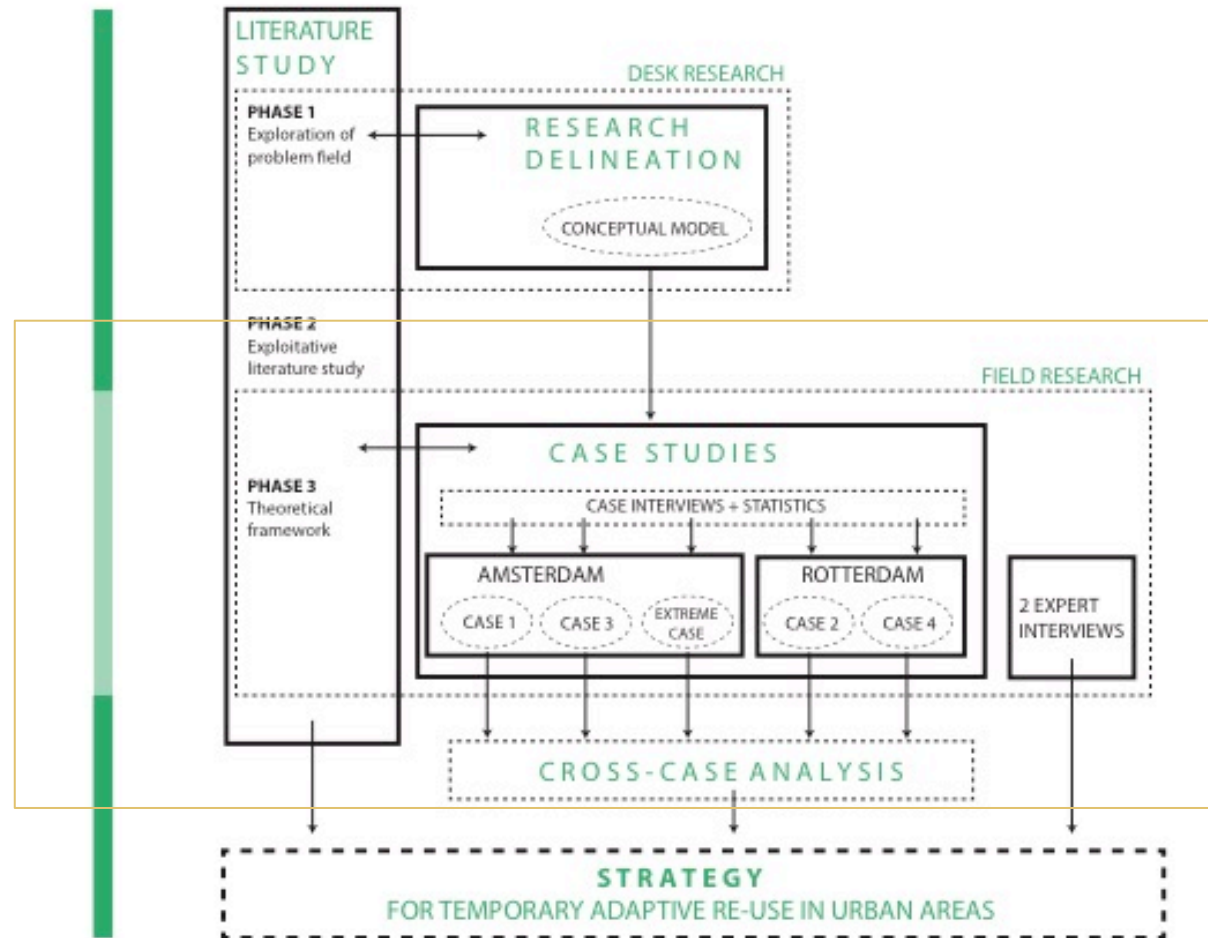 LITERATURE
STUDY
DESK RESEARCH
PHASE 1
Exploration of
problem field
RESEARCH
DELINEATION
CONCEPTUAL MODEL
PHASE 2
Exploitative
literature study
FIELD RESEARCH
CASE STUDIES
PHASE 3
Theoretical
framework
CASE INTERVIEWS + STATISTICS
AMSTERDAM
CASE 1
CASE 3
EXTREME
CASE
ROTTERDAM
CASE 2
CASE 4
2 EXPERT
INTERVIEWS
CROSS-CASE ANALYSIS
STRATEGY
FOR TEMPORARY ADAPTIVE RE-USE IN URBAN AREAS